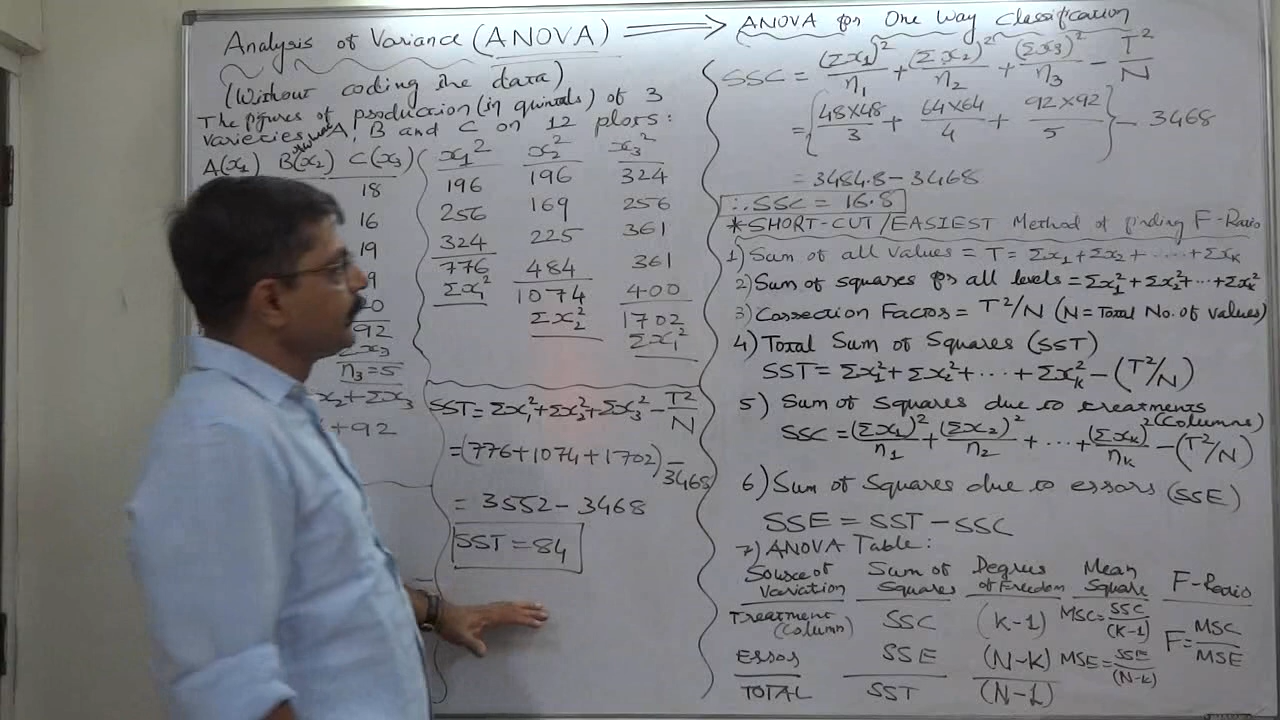 Analysis of Variance (ANOVA) ⟹ ANOVA for One Way Classification
(Without coding the data)
The figures of production (in quintals) of 3
varieties A, B and C on 12 plots:
A(x₁) B(x₂) C(x₃)
18
16
19
92
Σx₃
n₃=5
x₂+Σx₃
+92
x₁² x₂² x₃²
196 196 324
256 169 256
324 225 361
776 484 361
Σx₁² 1074 400
Σx₂² 1702
Σx₁²
SST = Σx₁²+Σx₂²+Σx₃² - T²/N
=(776+1074+1702) - 3468
= 3552 - 3468
SST = 84
SSC = (Σx₁)²/n₁ + (Σx₂)²/n₂ + (Σx₃)²/n₃ - T²/N
= {48×48/3 + 64×64/4 + 92×92/5} - 3468
= 3484.8 - 3468
∴ SSC = 16.8
*SHORT-CUT/EASIEST Method of finding F-Ratio
1) Sum of all values = T = Σx₁+Σx₂+ ····· +Σxₖ
2) Sum of squares for all levels = Σx₁²+Σx₂²+···+Σxₖ²
3) Correction Factor = T²/N (N=Total No. of values)
4) Total Sum of Squares (SST)
SST = Σx₁²+Σx₂²+ ···· + Σxₖ² - (T²/N)
5) Sum of Squares due to treatments (Columns)
SSC = (Σx₁)²/n₁ + (Σx₂)²/n₂ + ··· + (Σxₖ)²/nₖ - (T²/N)
6) Sum of Squares due to errors (SSE)
SSE = SST - SSC
7) ANOVA Table:
Source of Variation Sum of Squares Degrees of Freedom Mean Square F-Ratio
Treatment (Column) SSC (k-1) MSC = SSC/(k-1) F = MSC/MSE
Error SSE (N-k) MSE = SSE/(N-k)
TOTAL SST (N-1)